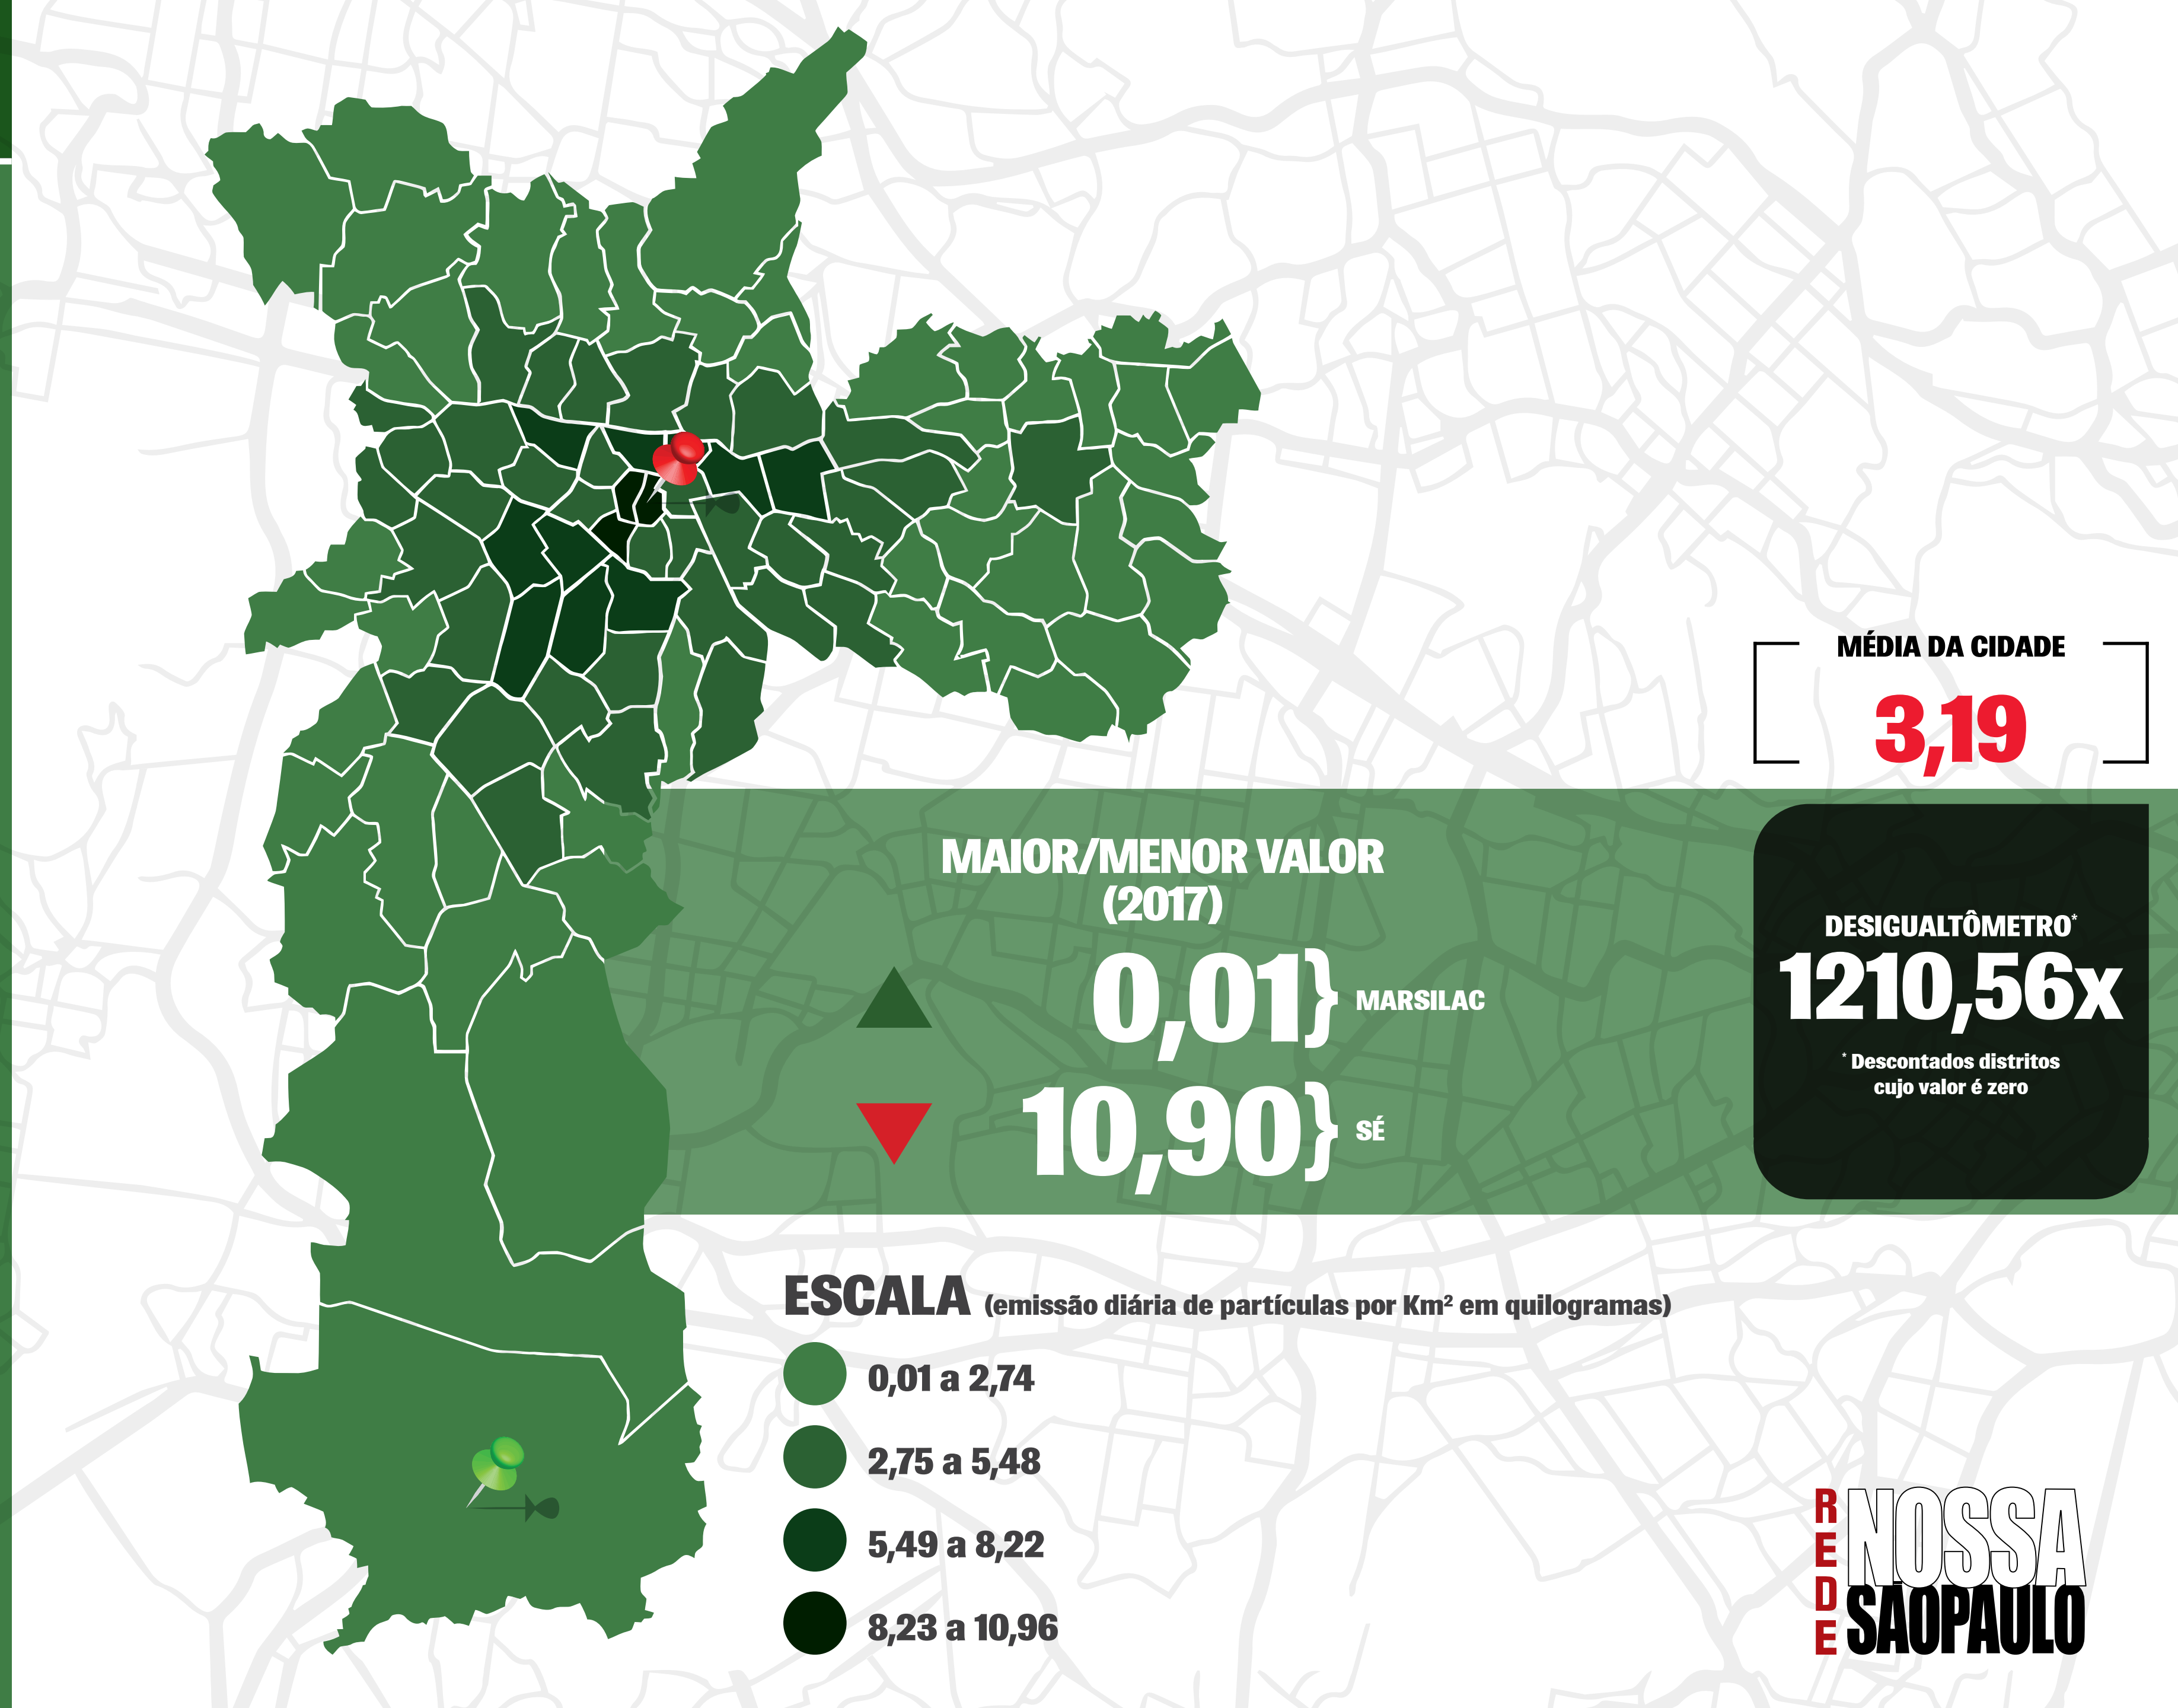 MÉDIA DA CIDADE
3,19
MAIOR/MENOR VALOR
(2017)
0,01} MARSILAC
10,90} SÉ
DESIGUALTÔMETRO*
1210,56x
* Descontados distritos
cujo valor é zero
ESCALA (emissão diária de partículas por Km² em quilogramas)
0,01 a 2,74
2,75 a 5,48
5,49 a 8,22
8,23 a 10,96
REDE
NOSSA
SÃOPAULO